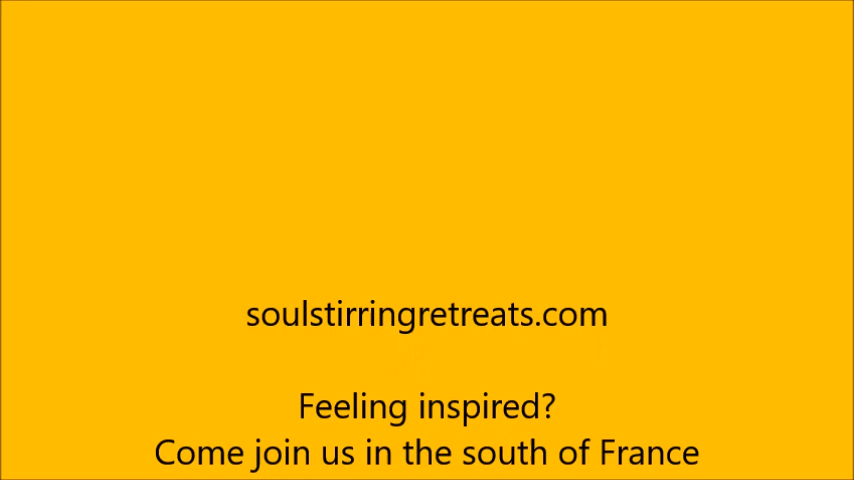 soulstirringretreats.com
Feeling inspired?
Come join us in the south of France